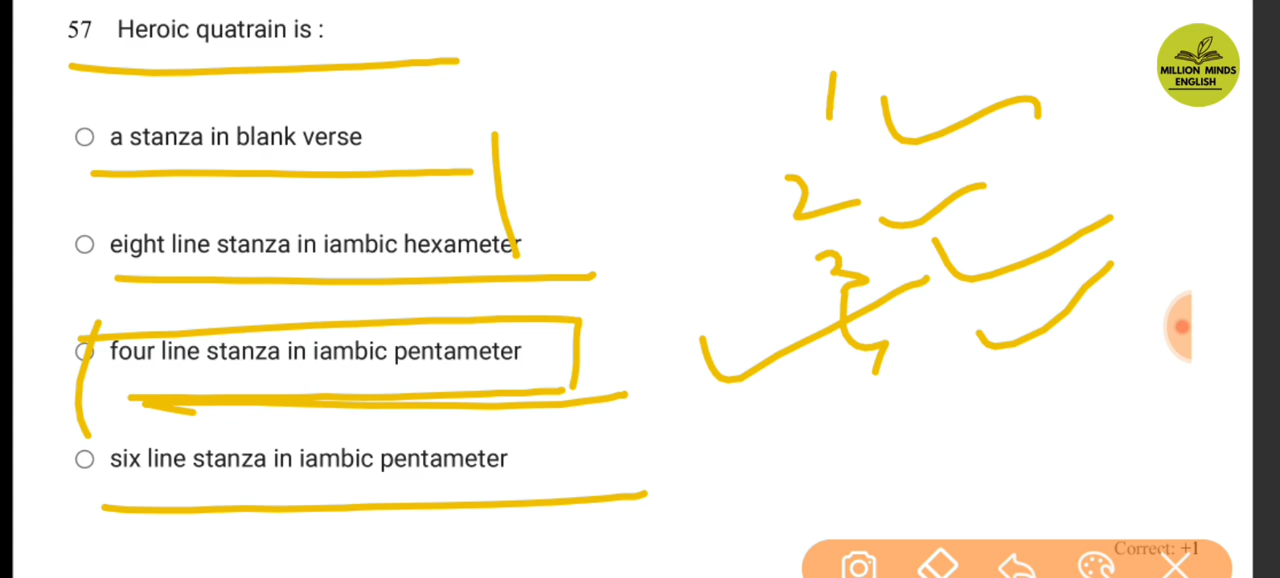 57 Heroic quatrain is :
MILLION MINDS
ENGLISH
a stanza in blank verse
eight line stanza in iambic hexameter
four line stanza in iambic pentameter
six line stanza in iambic pentameter
1
2
3
4
Correct: +1